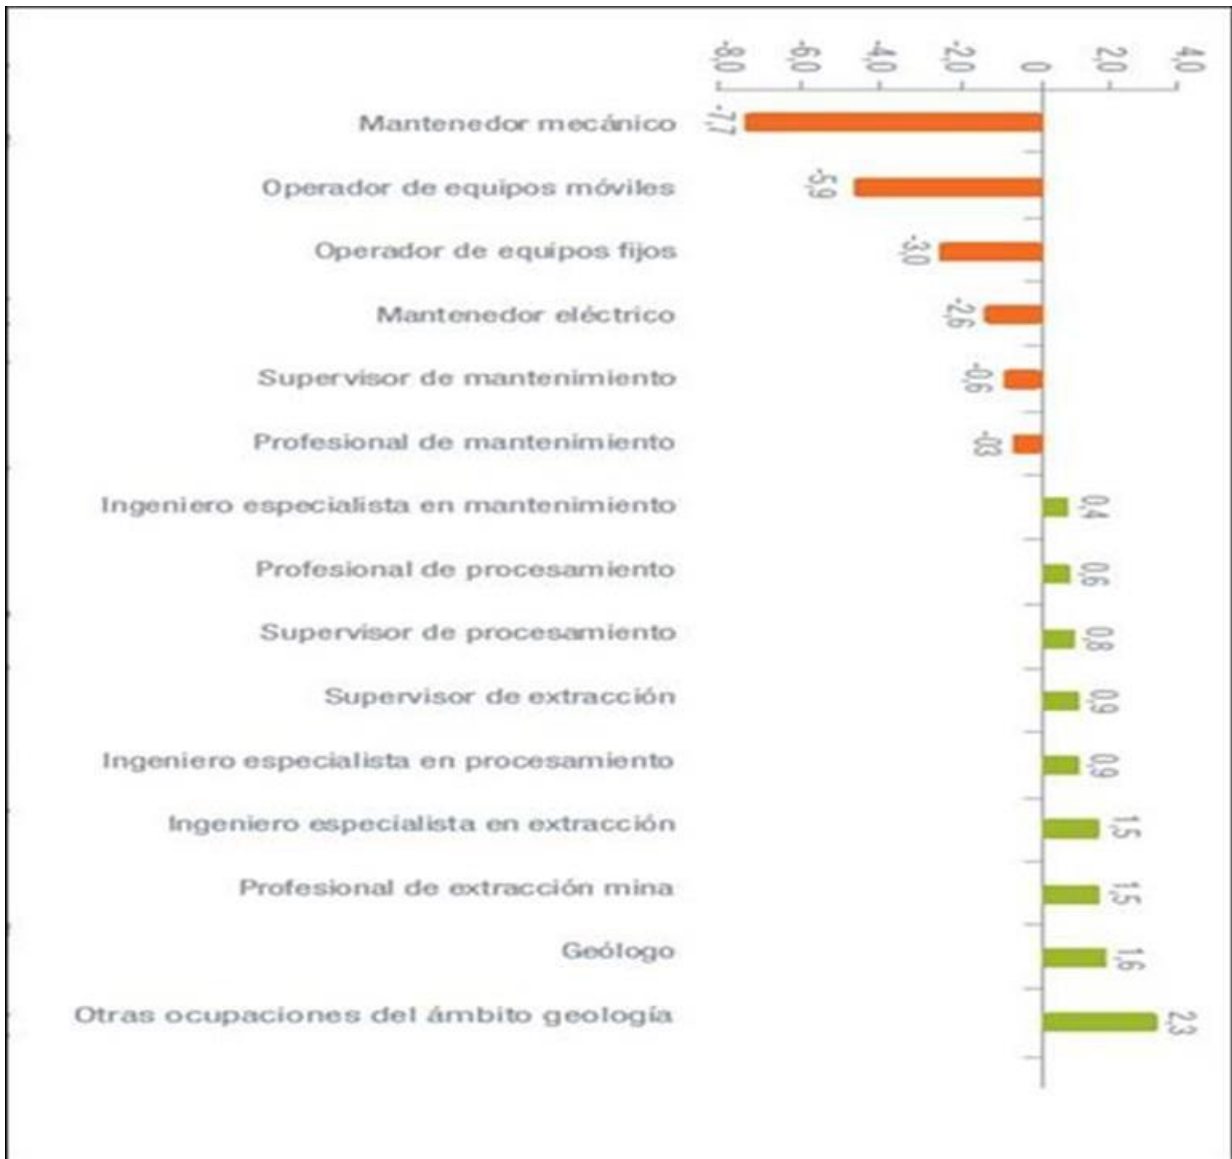 -8,0 -6,0 -4,0 -2,0 0 2,0 4,0
Mantenedor mecánico -7,7
Operador de equipos móviles -5,9
Operador de equipos fijos -3,0
Mantenedor eléctrico -2,6
Supervisor de mantenimiento -0,6
Profesional de mantenimiento -03
Ingeniero especialista en mantenimiento 0,4
Profesional de procesamiento 0,6
Supervisor de procesamiento 0,8
Supervisor de extracción 0,9
Ingeniero especialista en procesamiento 0,9
Ingeniero especialista en extracción 1,5
Profesional de extracción mina 1,5
Geólogo 1,6
Otras ocupaciones del ámbito geología 2,3